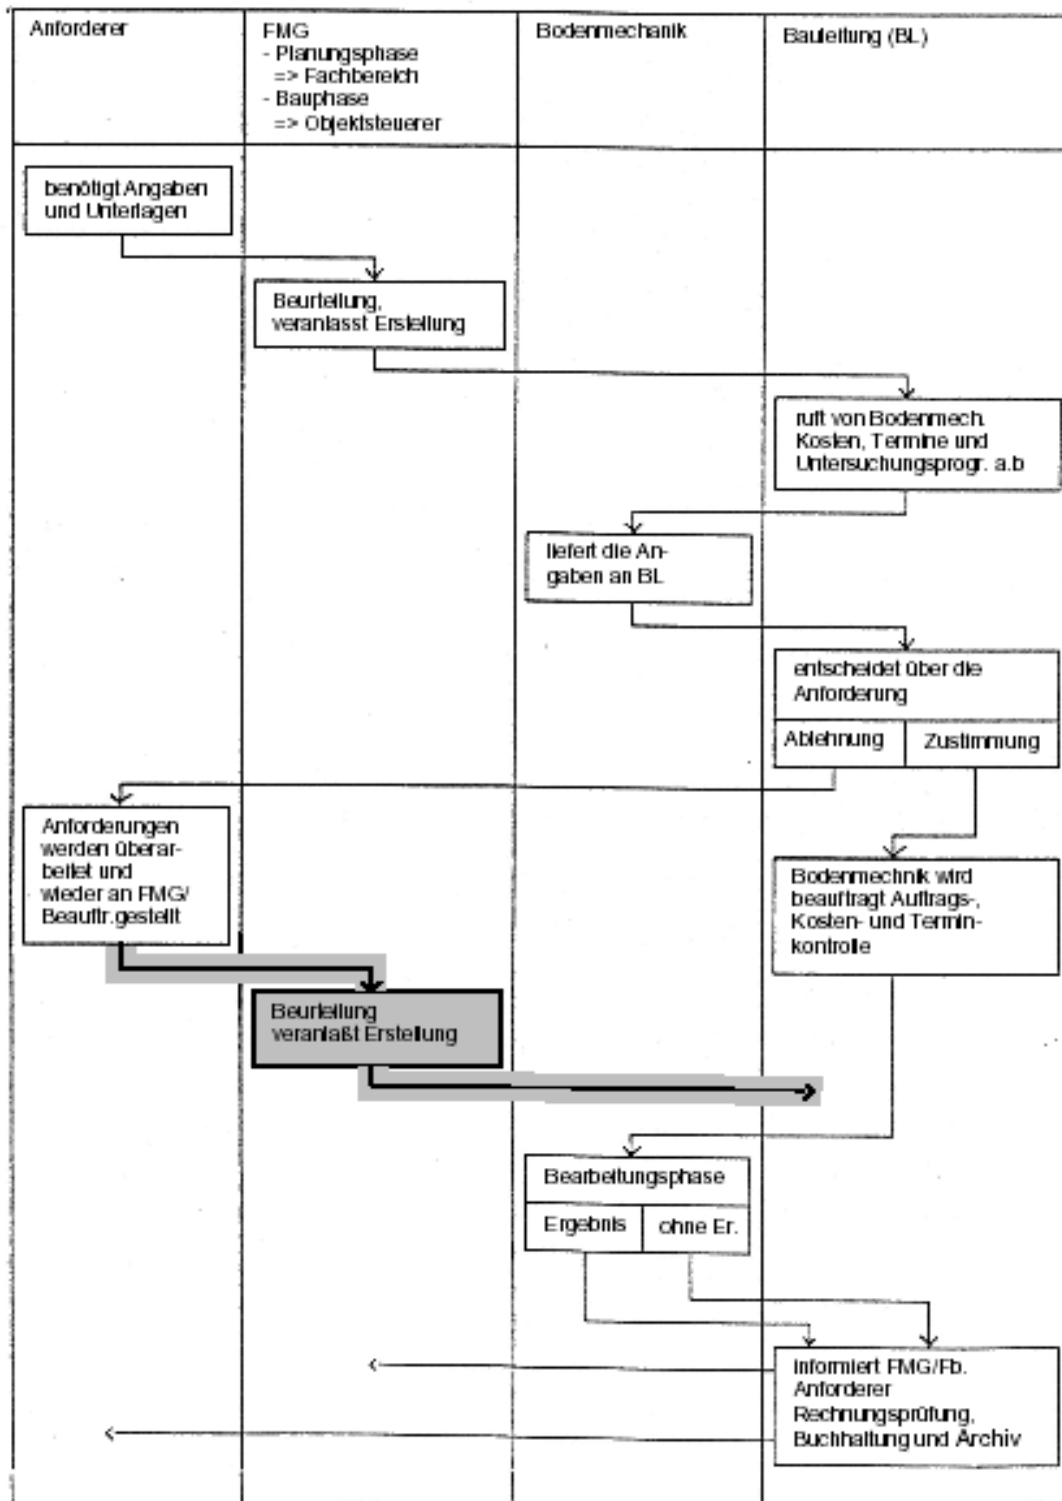 Anforderer
FMG
- Planungsphase
=> Fachbereich
- Bauphase
=> Objektsteuerer
Bodenmechanik
Bauleitung (BL)
benötigt Angaben
und Unterlagen
Beurteilung,
veranlasst Erstellung
ruft von Bodenmech.
Kosten, Termine und
Untersuchungsprogr. a.b
liefert die An-
gaben an BL
entscheidet über die
Anforderung
Ablehnung
Zustimmung
Anforderungen
werden überar-
beitet und
wieder an FMG/
Beauftr.gestellt
Bodenmechnik wird
beauftragt Auftrags-,
Kosten- und Termin-
kontrolle
Beurteilung
veranlaßt Erstellung
Bearbeitungsphase
Ergebnis
ohne Er.
Informiert FMG/Fb.
Anforderer
Rechnungsprüfung,
Buchhaltung und Archiv